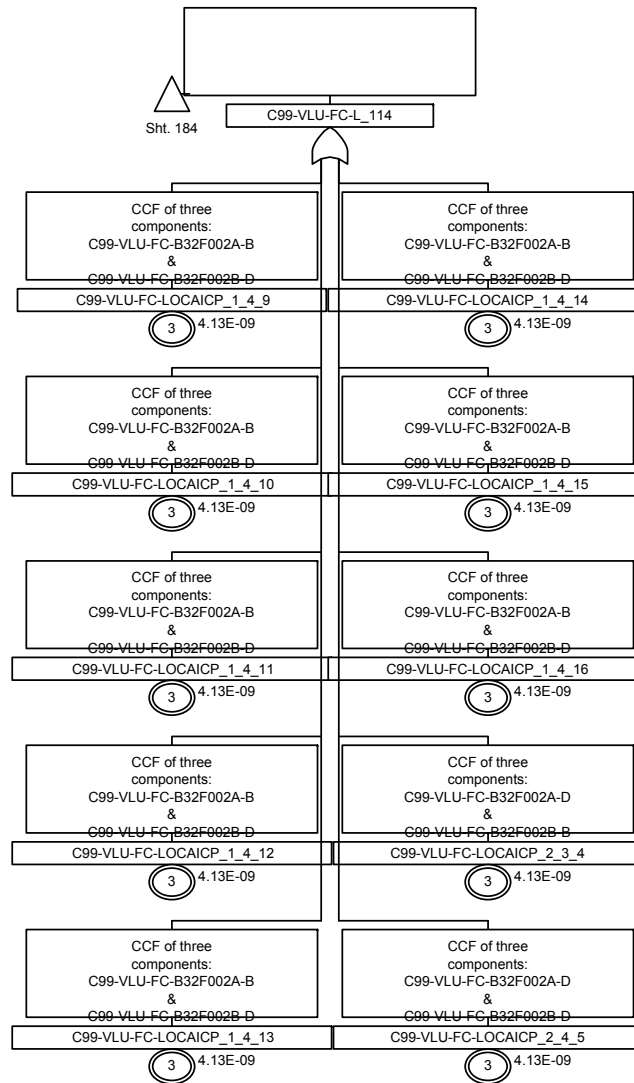 C99-VLU-FC-L_114
Sht. 184
CCF of three
components:
C99-VLU-FC-B32F002A-B
&
C99-VLU-FC-B32F002B-D
C99-VLU-FC-LOCAICP_1_4_9
3
4.13E-09
CCF of three
components:
C99-VLU-FC-B32F002A-B
&
C99-VLU-FC-B32F002B-D
C99-VLU-FC-LOCAICP_1_4_14
3
4.13E-09
CCF of three
components:
C99-VLU-FC-B32F002A-B
&
C99-VLU-FC-B32F002B-D
C99-VLU-FC-LOCAICP_1_4_10
3
4.13E-09
CCF of three
components:
C99-VLU-FC-B32F002A-B
&
C99-VLU-FC-B32F002B-D
C99-VLU-FC-LOCAICP_1_4_15
3
4.13E-09
CCF of three
components:
C99-VLU-FC-B32F002A-B
&
C99-VLU-FC-B32F002B-D
C99-VLU-FC-LOCAICP_1_4_11
3
4.13E-09
CCF of three
components:
C99-VLU-FC-B32F002A-B
&
C99-VLU-FC-B32F002B-D
C99-VLU-FC-LOCAICP_1_4_16
3
4.13E-09
CCF of three
components:
C99-VLU-FC-B32F002A-B
&
C99-VLU-FC-B32F002B-D
C99-VLU-FC-LOCAICP_1_4_12
3
4.13E-09
CCF of three
components:
C99-VLU-FC-B32F002A-D
&
C99-VLU-FC-B32F002B-B
C99-VLU-FC-LOCAICP_2_3_4
3
4.13E-09
CCF of three
components:
C99-VLU-FC-B32F002A-B
&
C99-VLU-FC-B32F002B-D
C99-VLU-FC-LOCAICP_1_4_13
3
4.13E-09
CCF of three
components:
C99-VLU-FC-B32F002A-D
&
C99-VLU-FC-B32F002B-D
C99-VLU-FC-LOCAICP_2_4_5
3
4.13E-09